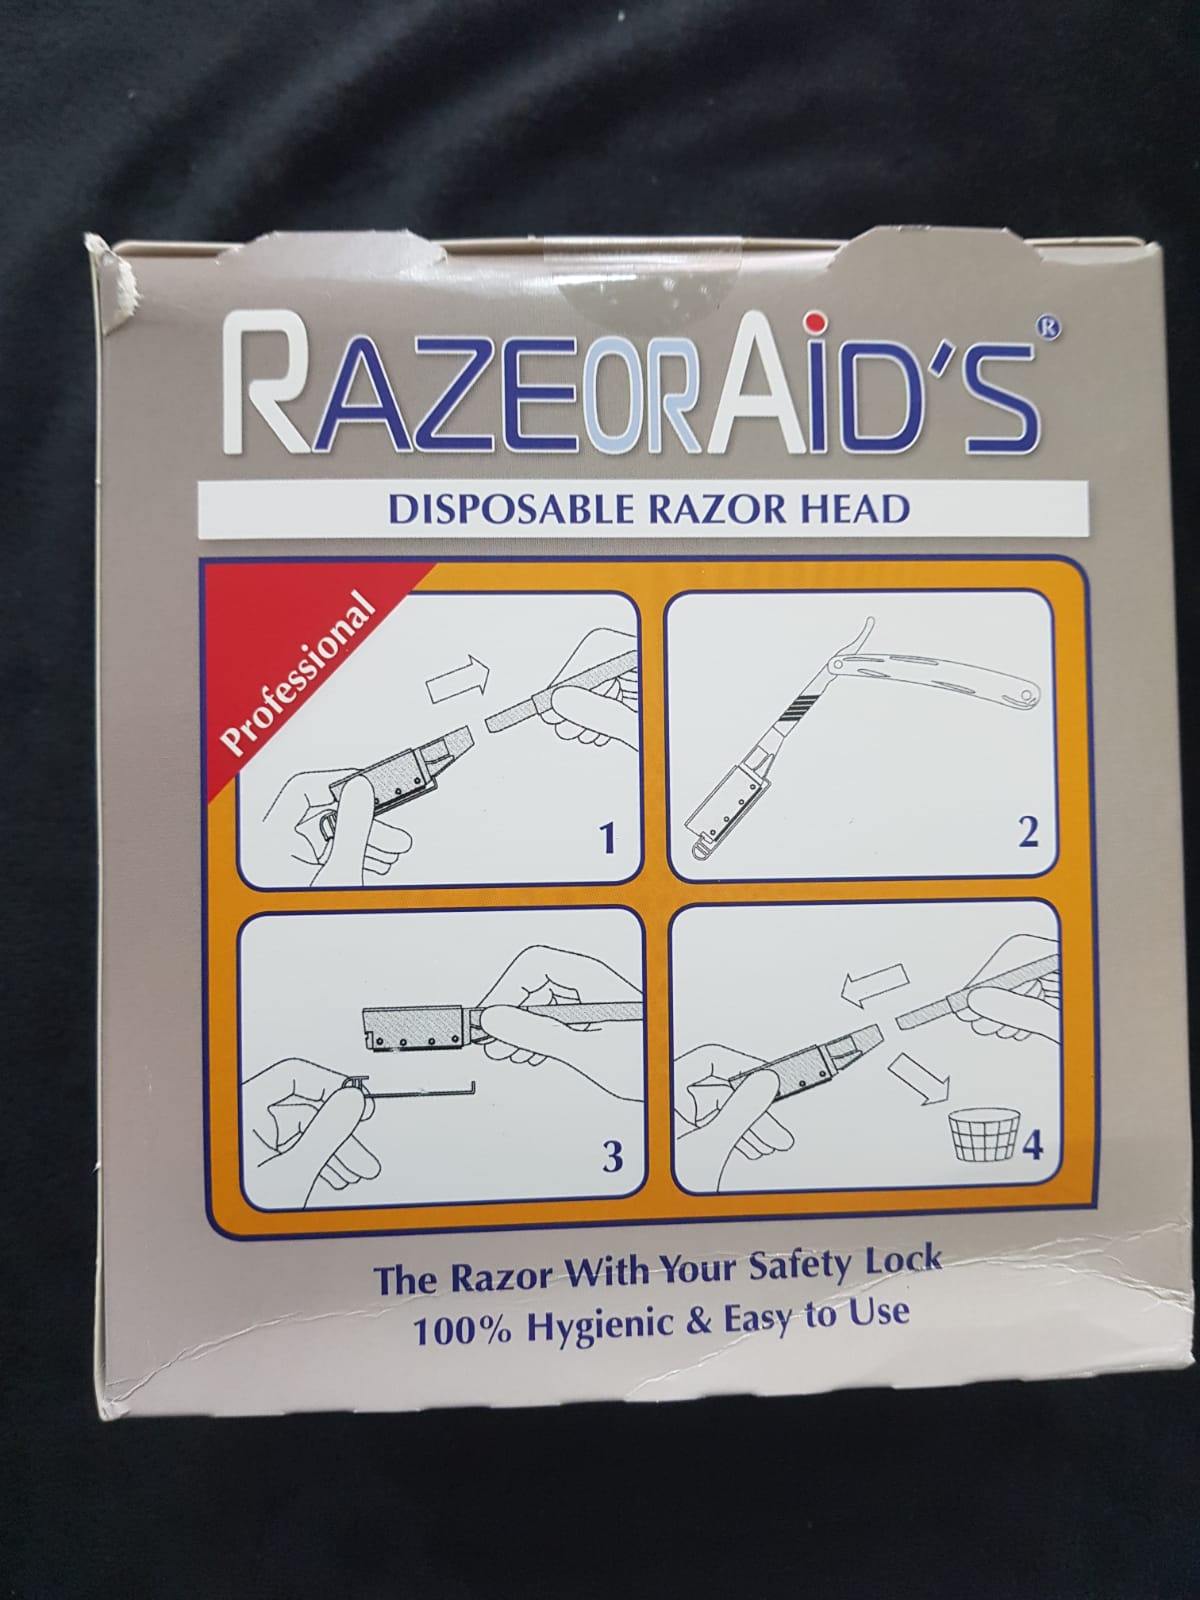 RAZEORAID'S®
DISPOSABLE RAZOR HEAD
Professional
1
2
3
4
The Razor With Your Safety Lock
100% Hygienic & Easy to Use